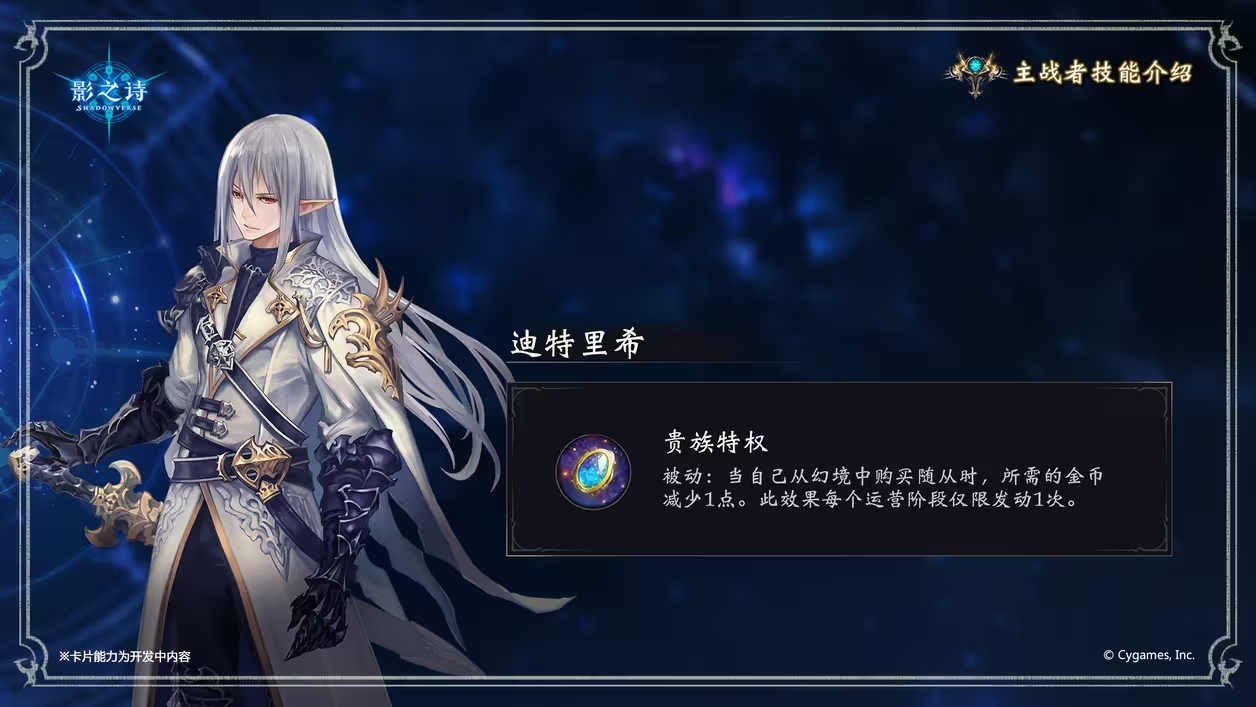 影之诗
SHADOWVERSE
主战者技能介绍
迪特里希
贵族特权
被动：当自己从幻境中购买随从时，所需的金币
减少1点。此效果每个运营阶段仅限发动1次。
※卡片能力为开发中内容
© Cygames, Inc.